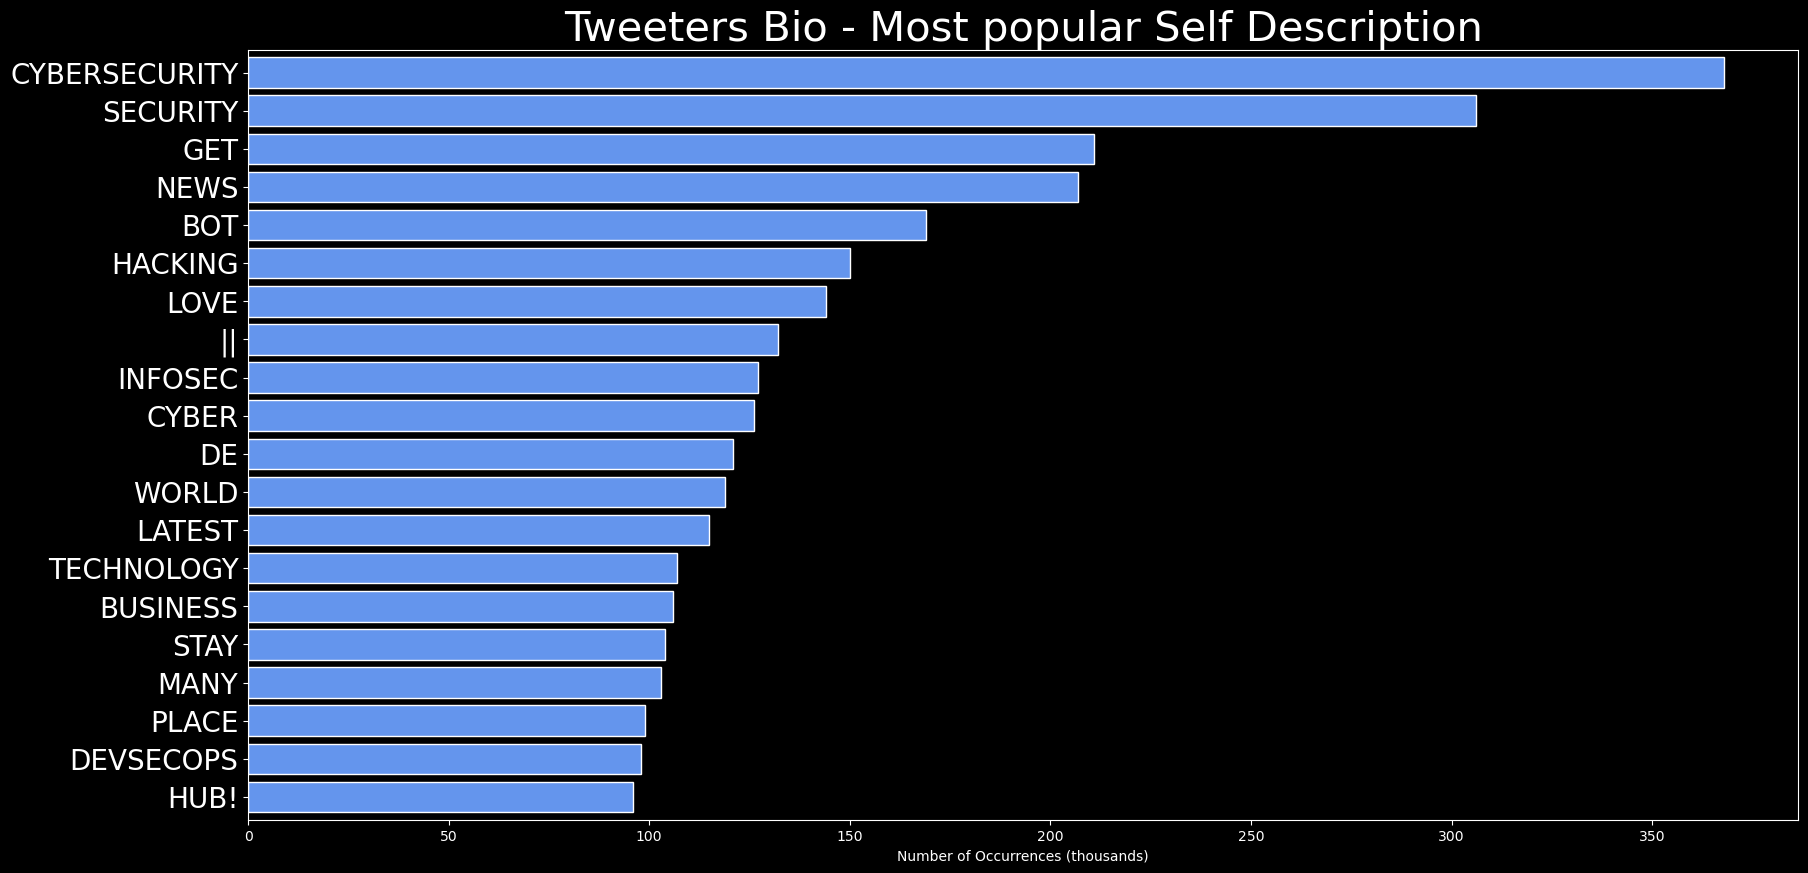 Tweeters Bio - Most popular Self Description
CYBERSECURITY
SECURITY
GET
NEWS
BOT
HACKING
LOVE
||
INFOSEC
CYBER
DE
WORLD
LATEST
TECHNOLOGY
BUSINESS
STAY
MANY
PLACE
DEVSECOPS
HUB!
0 50 100 150 200 250 300 350
Number of Occurrences (thousands)